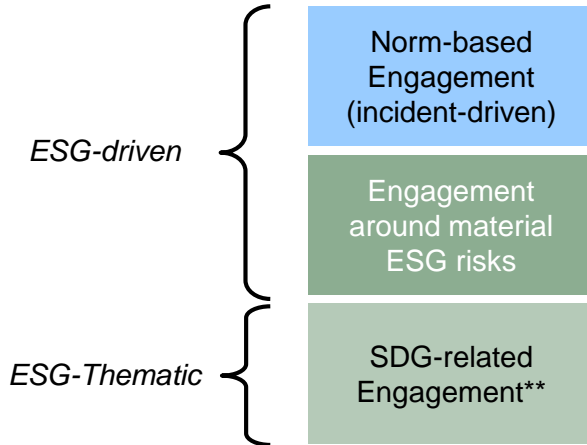 Norm-based
Engagement
(incident-driven)
ESG-driven
Engagement
around material
ESG risks
SDG-related
Engagement**
ESG-Thematic